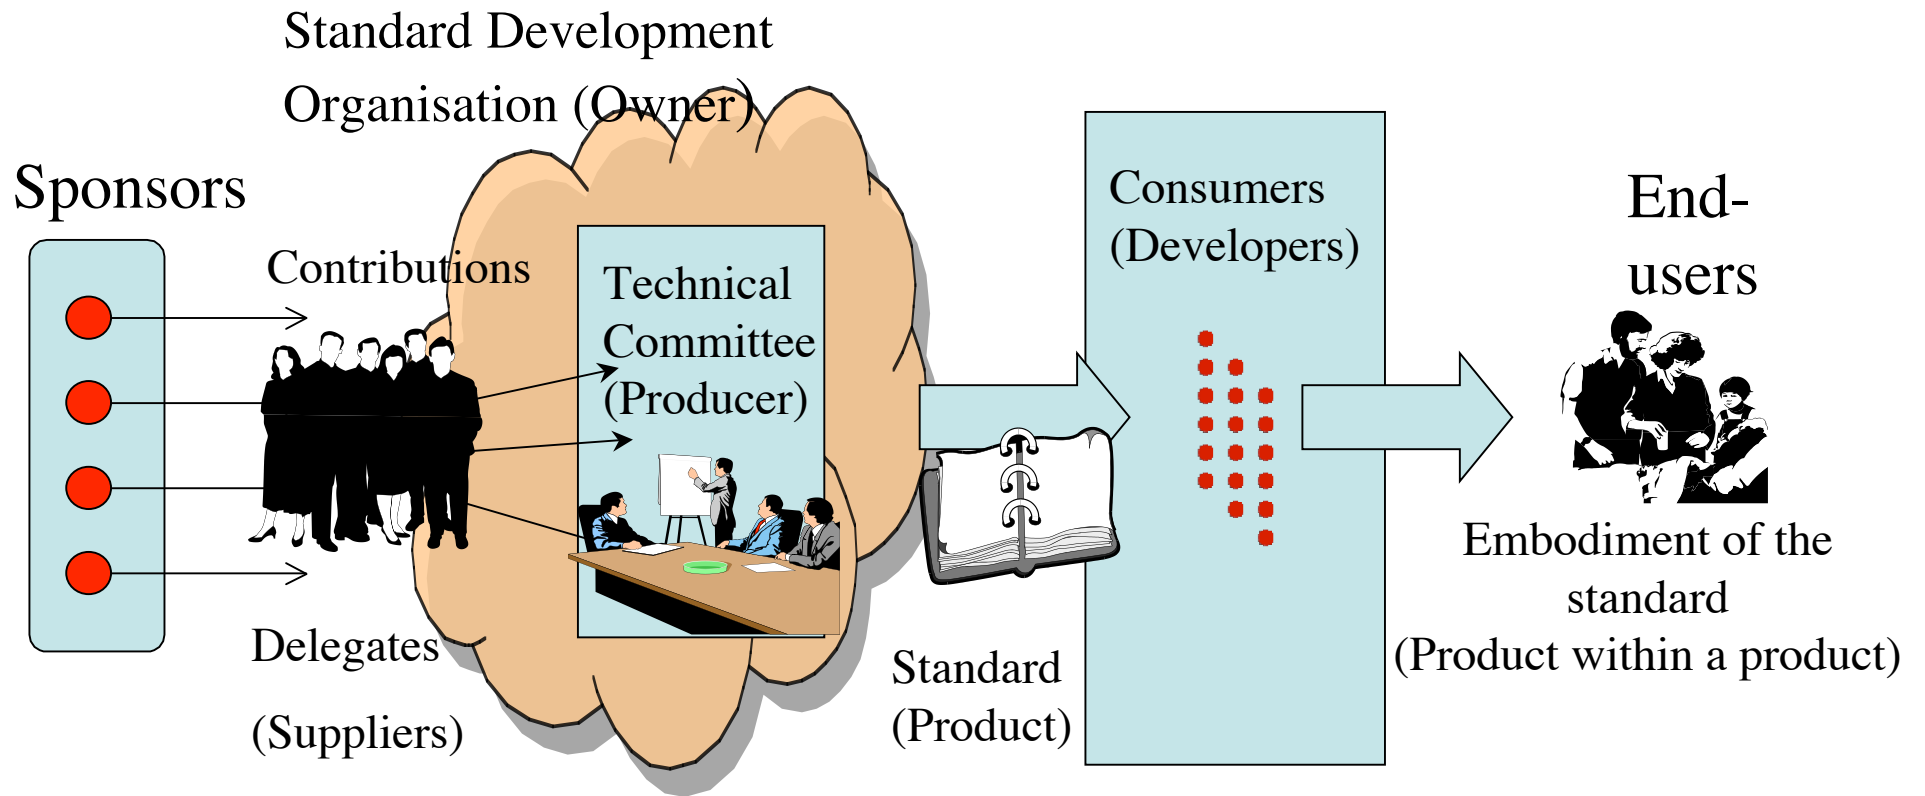 Standard Development
Organisation (Owner)
Sponsors
Contributions
Technical
Committee
(Producer)
Delegates
(Suppliers)
Standard
(Product)
Consumers
(Developers)
End-
users
Embodiment of the
standard
(Product within a product)